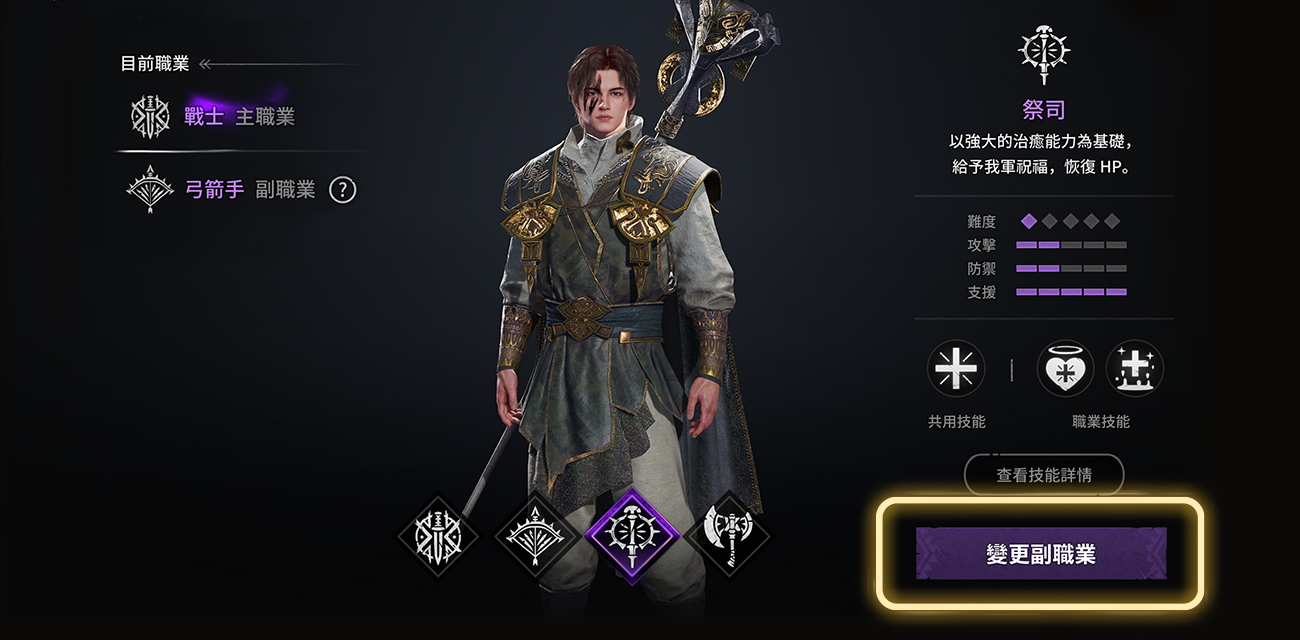 目前職業
戰士 主職業
弓箭手 副職業 ?
祭司
以強大的治癒能力為基礎，
給予我軍祝福，恢復 HP。
難度
攻擊
防禦
支援
共用技能 職業技能
查看技能詳情
變更副職業